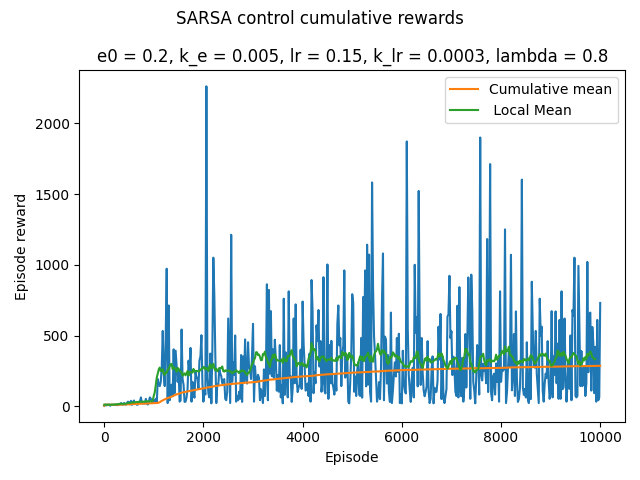 SARSA control cumulative rewards
e0 = 0.2, k_e = 0.005, lr = 0.15, k_lr = 0.0003, lambda = 0.8
Cumulative mean
Local Mean
Episode reward
2000
1500
1000
500
0
0
2000
4000
6000
8000
10000
Episode